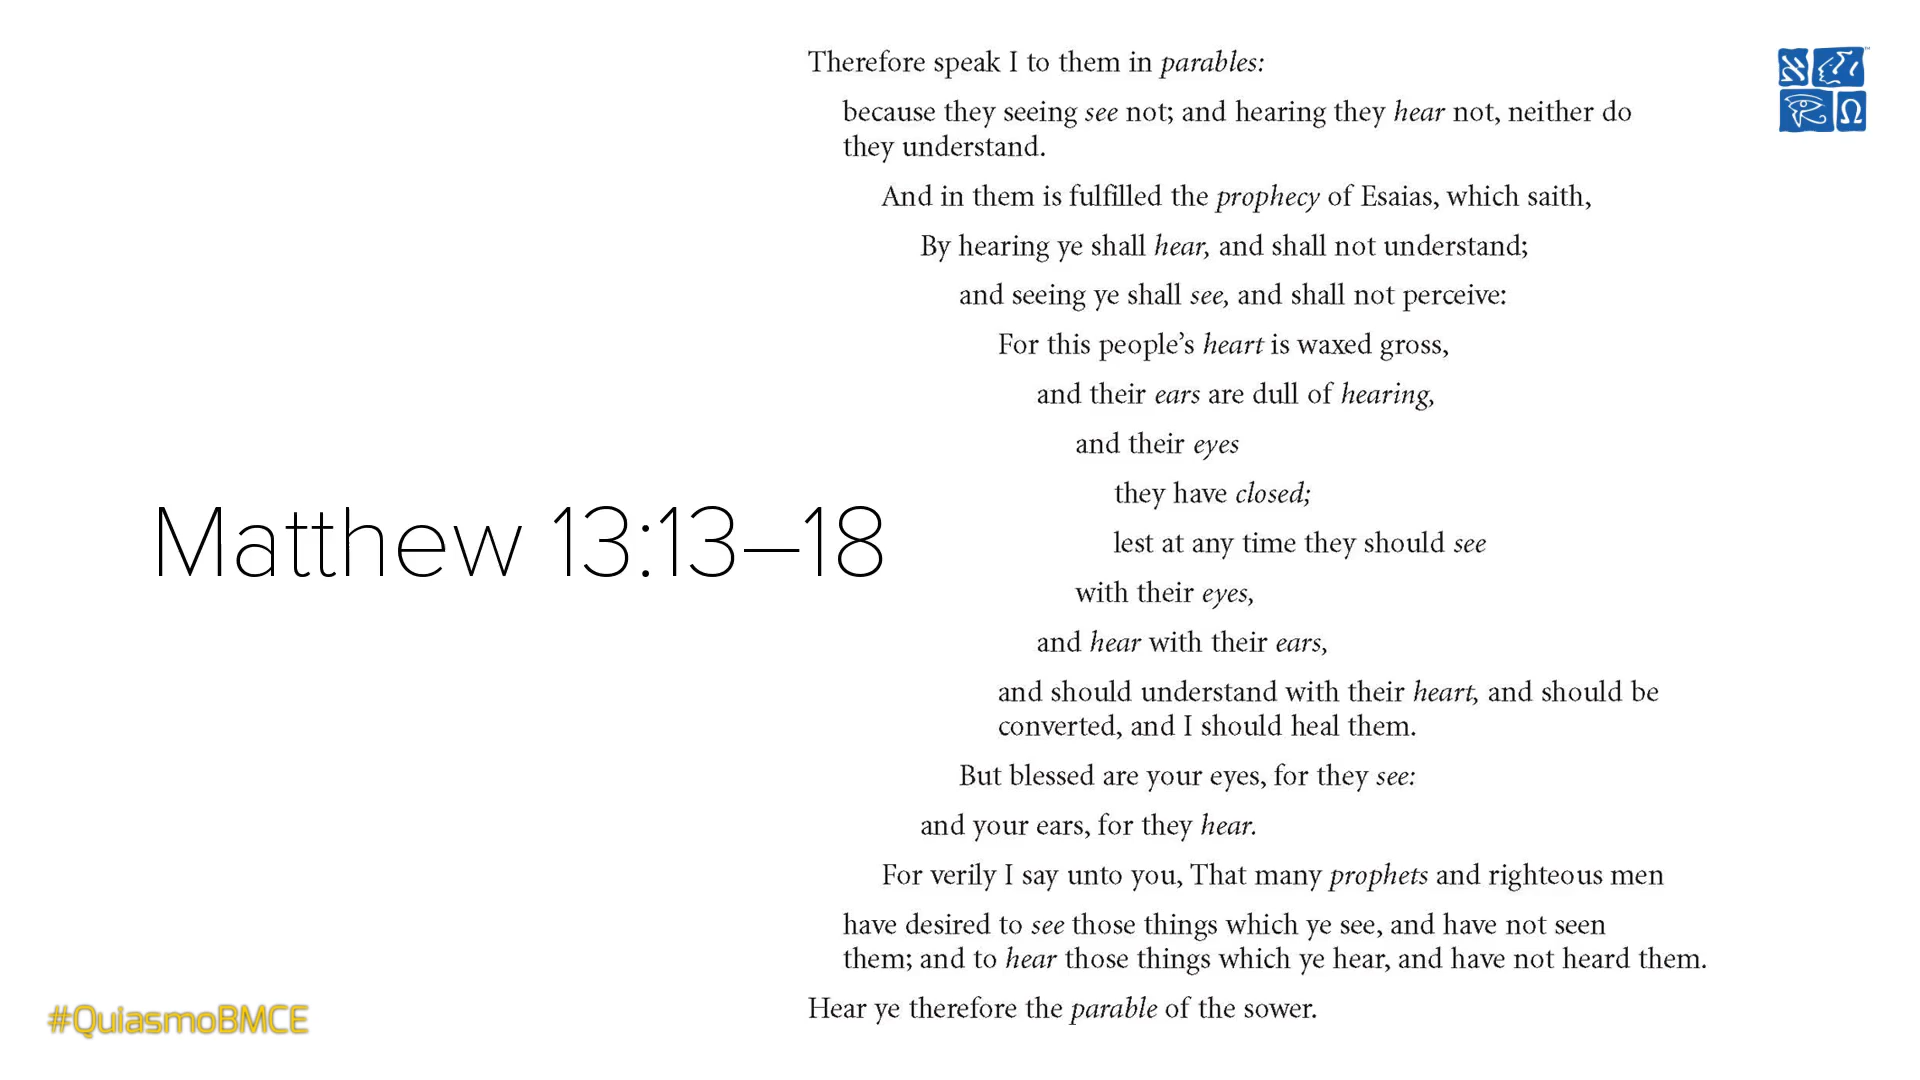 Therefore speak I to them in parables:
because they seeing see not; and hearing they hear not, neither do
they understand.
And in them is fulfilled the prophecy of Esaias, which saith,
By hearing ye shall hear, and shall not understand;
and seeing ye shall see, and shall not perceive:
For this people’s heart is waxed gross,
and their ears are dull of hearing,
and their eyes
they have closed;
Matthew 13:13–18
lest at any time they should see
with their eyes,
and hear with their ears,
and should understand with their heart, and should be
converted, and I should heal them.
But blessed are your eyes, for they see:
and your ears, for they hear.
For verily I say unto you, That many prophets and righteous men
have desired to see those things which ye see, and have not seen
them; and to hear those things which ye hear, and have not heard them.
Hear ye therefore the parable of the sower.
#QuiasmoBMCE